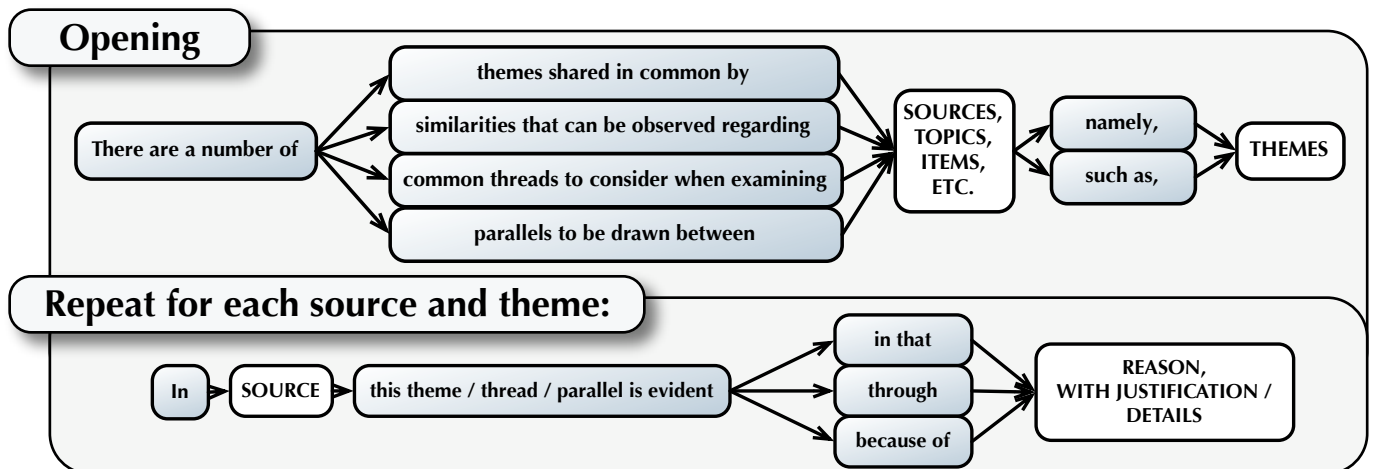 Opening
There are a number of
themes shared in common by
similarities that can be observed regarding
common threads to consider when examining
parallels to be drawn between
SOURCES,
TOPICS,
ITEMS,
ETC.
namely,
such as,
THEMES
Repeat for each source and theme:
In
SOURCE
this theme / thread / parallel is evident
in that
through
because of
REASON,
WITH JUSTIFICATION /
DETAILS